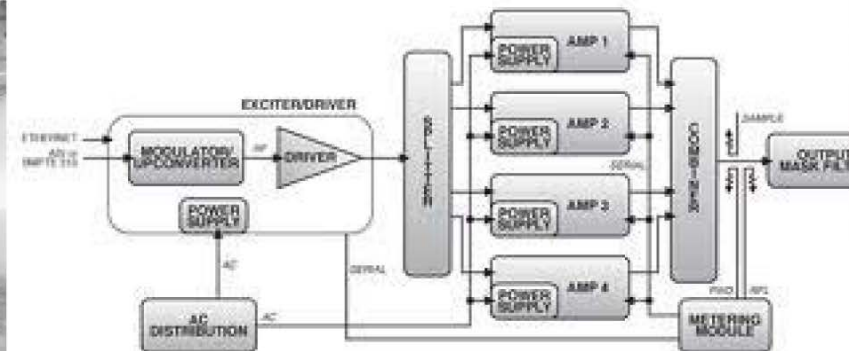 EXCITER/DRIVER
ETHERNET
ASI or
SMPTE 310
MODULATOR/
UPCONVERTER
RF
DRIVER
POWER
SUPPLY
AC
AC
DISTRIBUTION
AC
SERIAL
SPLITTER
AMP 1
POWER
SUPPLY
AMP 2
POWER
SUPPLY
SERIAL
AMP 3
POWER
SUPPLY
AMP 4
POWER
SUPPLY
COMBINER
SAMPLE
OUTPUT
MASK FILT
FWD
RFL
METERING
MODULE